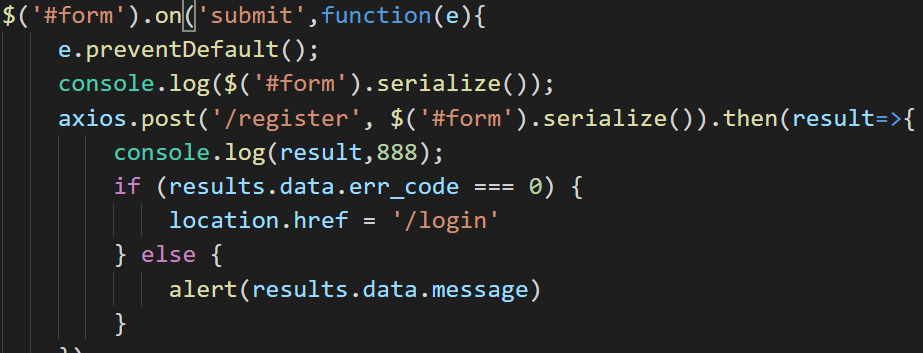 $('#form').on('submit',function(e){
e.preventDefault();
console.log($('#form').serialize());
axios.post('/register', $('#form').serialize()).then(result=>{
console.log(result,888);
if (results.data.err_code === 0) {
location.href = '/login'
} else {
alert(results.data.message)
}
})